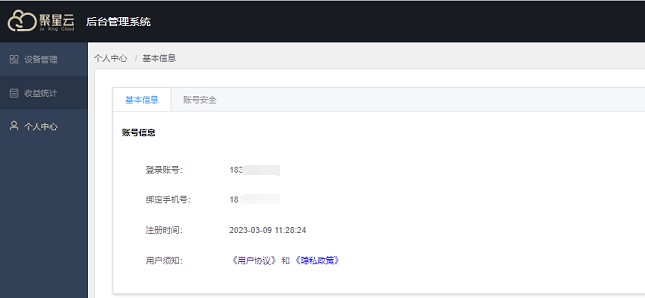 聚星云
Ju Xing Cloud
后台管理系统
设备管理
收益统计
个人中心
个人中心 / 基本信息
基本信息 账号安全
账号信息
登录账号: 183
绑定手机号: 18
注册时间: 2023-03-09 11:28:24
用户须知: 《用户协议》 和 《隐私政策》